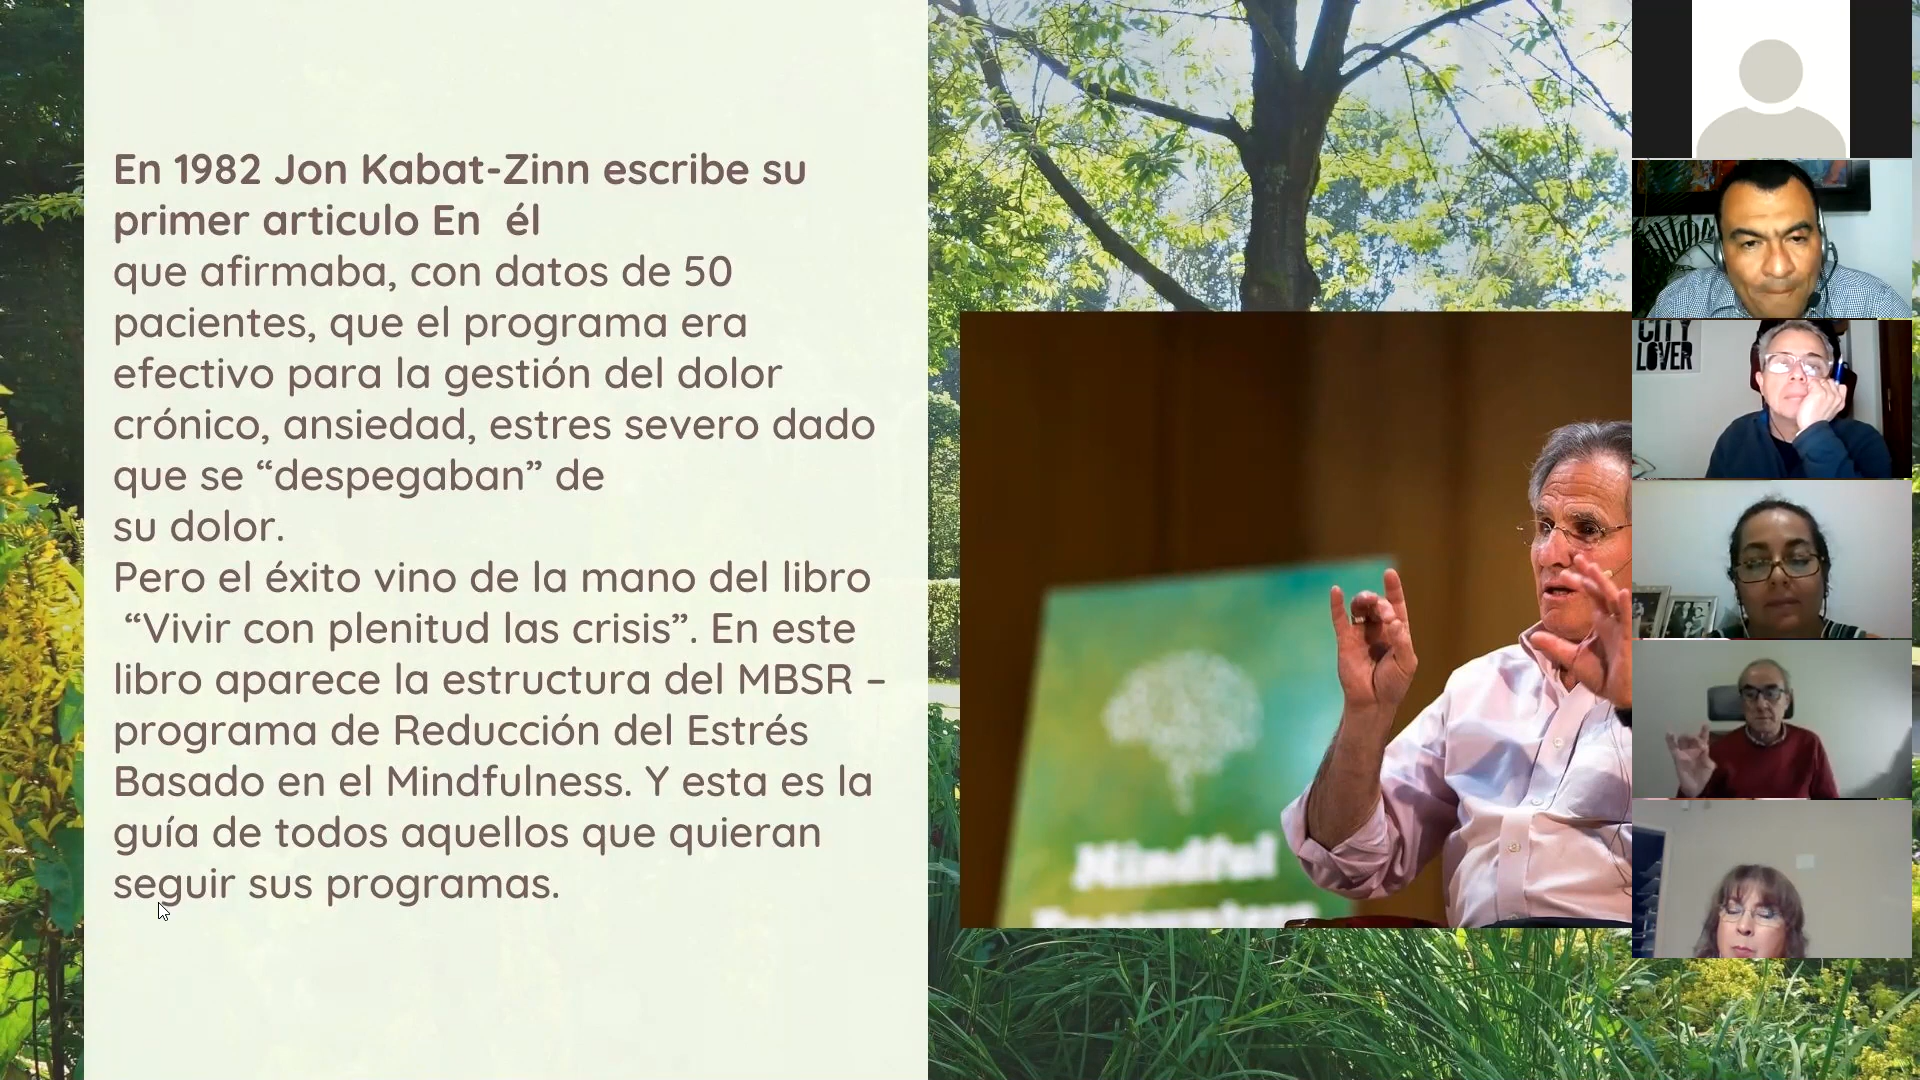 En 1982 Jon Kabat-Zinn escribe su
primer articulo En  él
que afirmaba, con datos de 50
pacientes, que el programa era
efectivo para la gestión del dolor
crónico, ansiedad, estres severo dado
que se “despegaban” de
su dolor.
Pero el éxito vino de la mano del libro
“Vivir con plenitud las crisis”. En este
libro aparece la estructura del MBSR –
programa de Reducción del Estrés
Basado en el Mindfulness. Y esta es la
guía de todos aquellos que quieran
seguir sus programas.
Mindful
CITY
LOVER